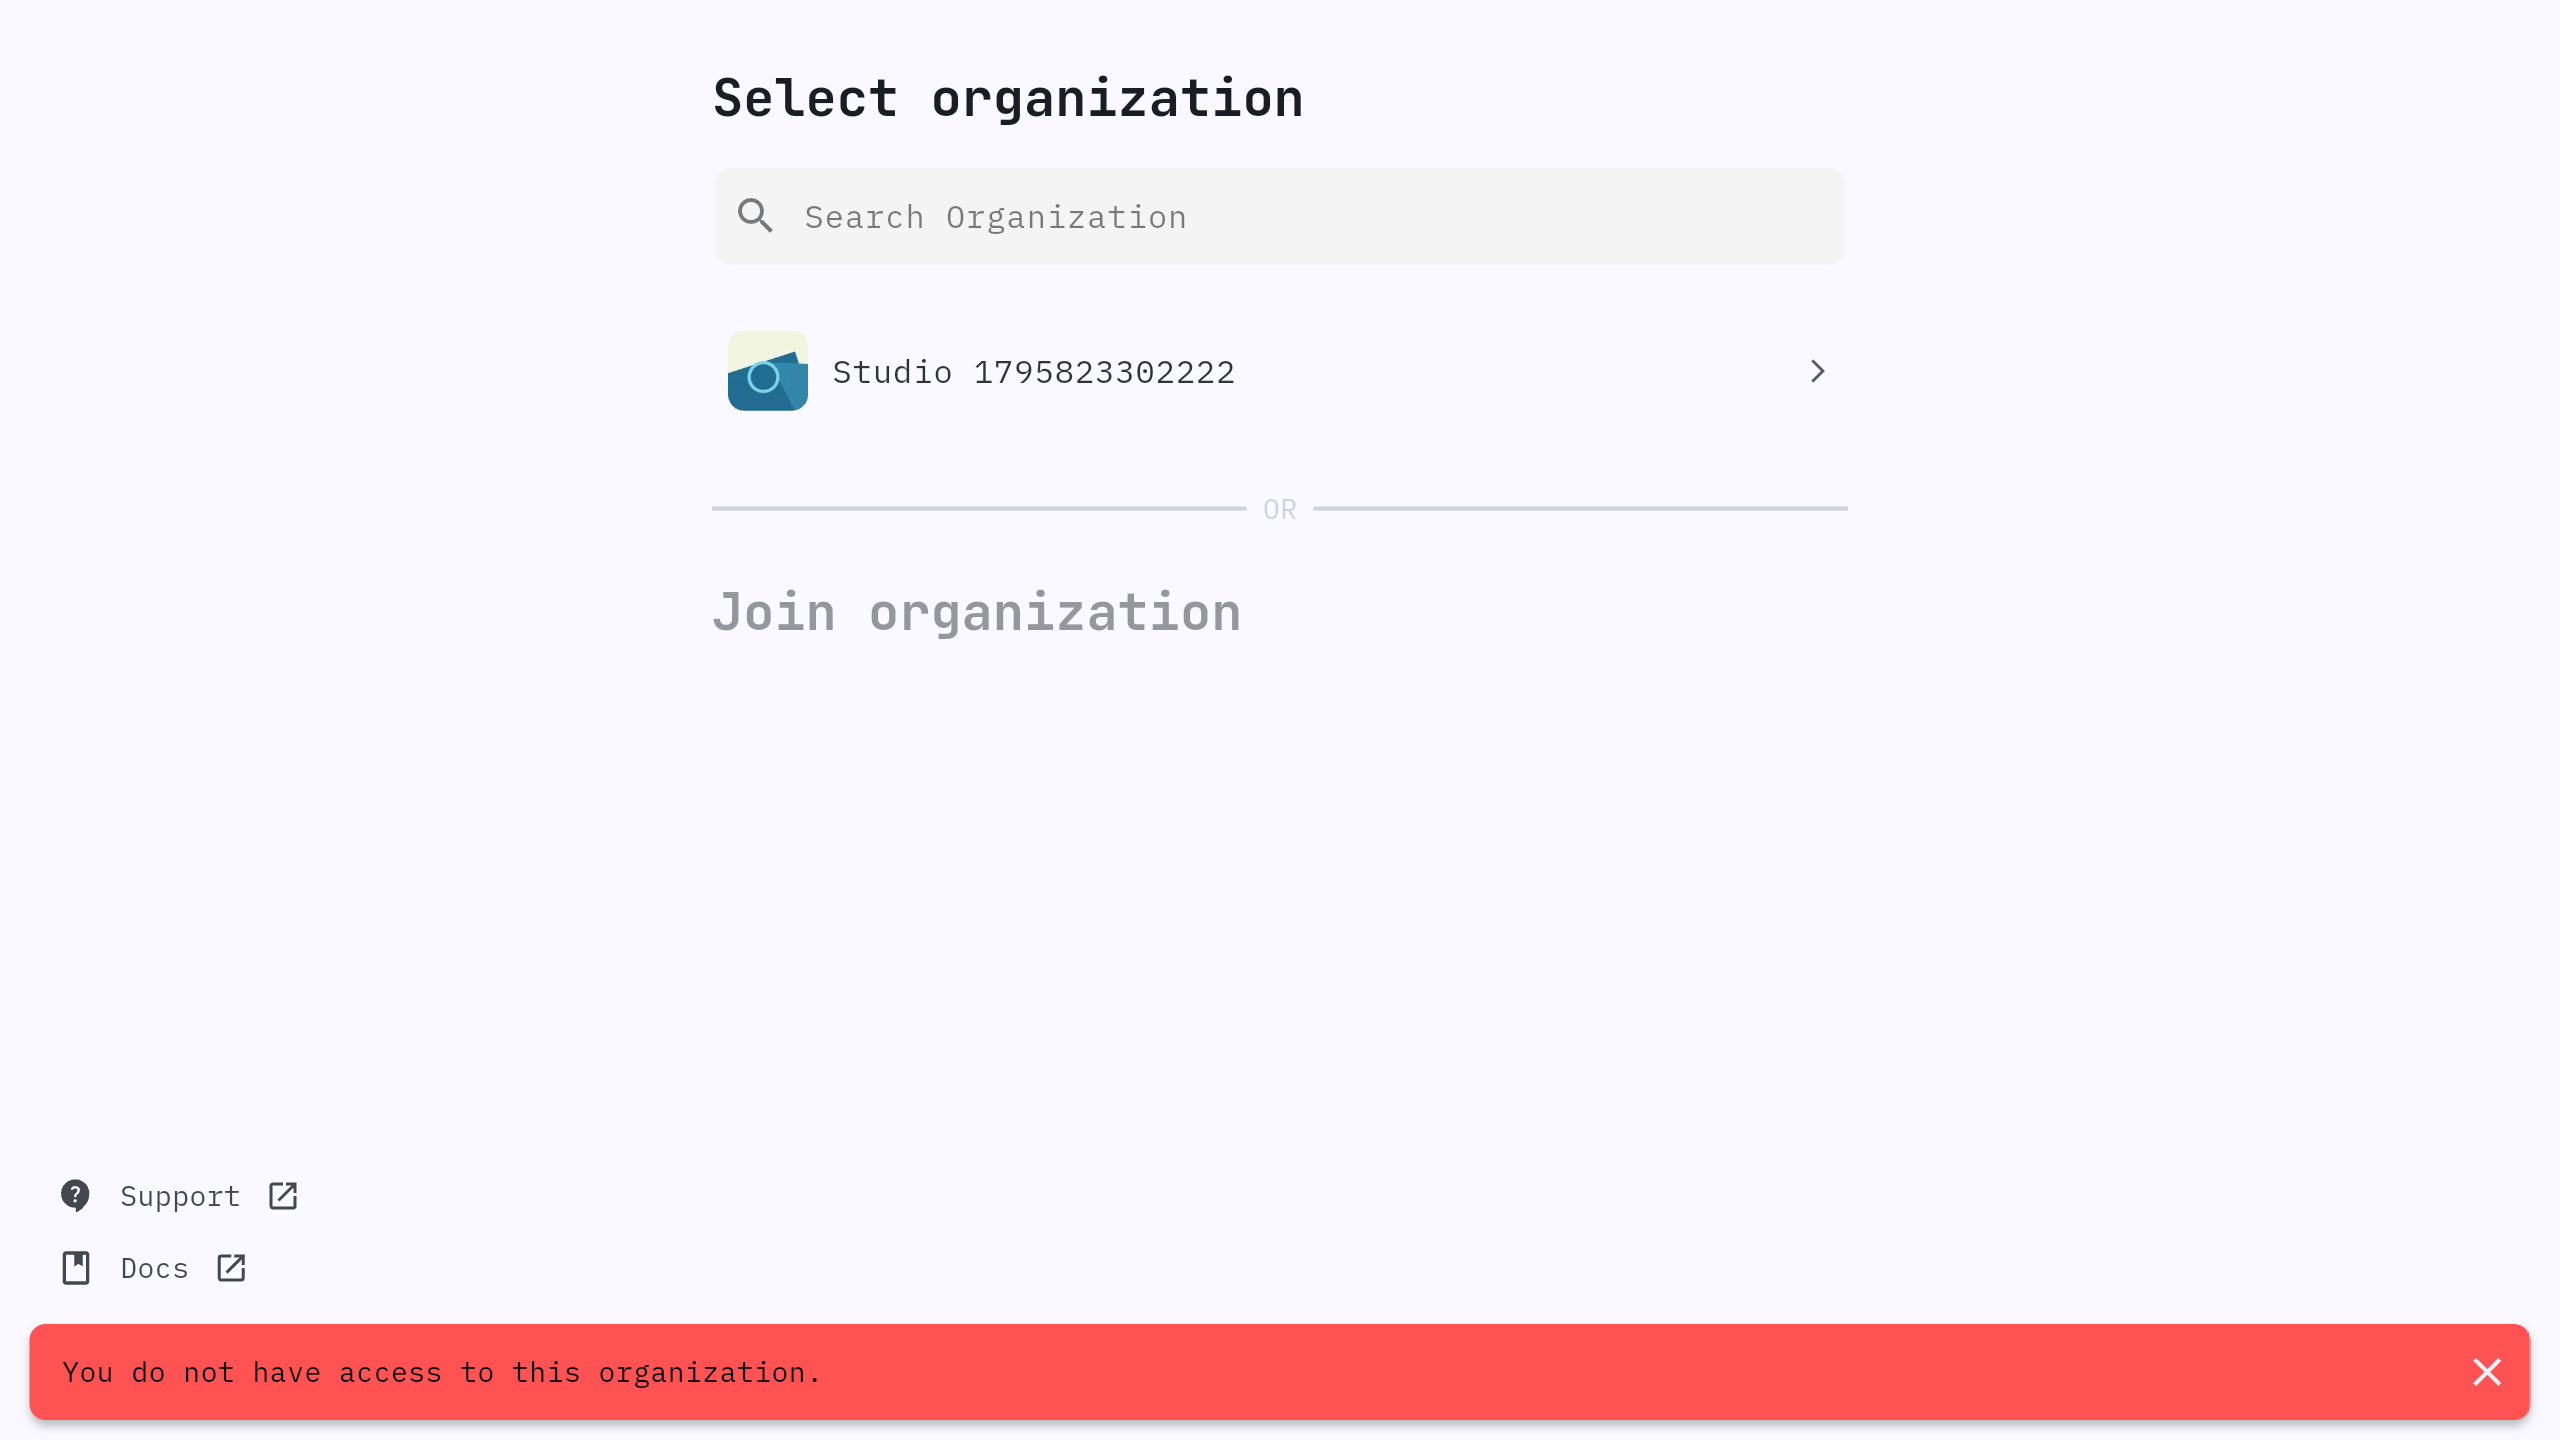 Select organization
Search Organization
Studio 1795823302222
OR
Join organization
Support
Docs
You do not have access to this organization.